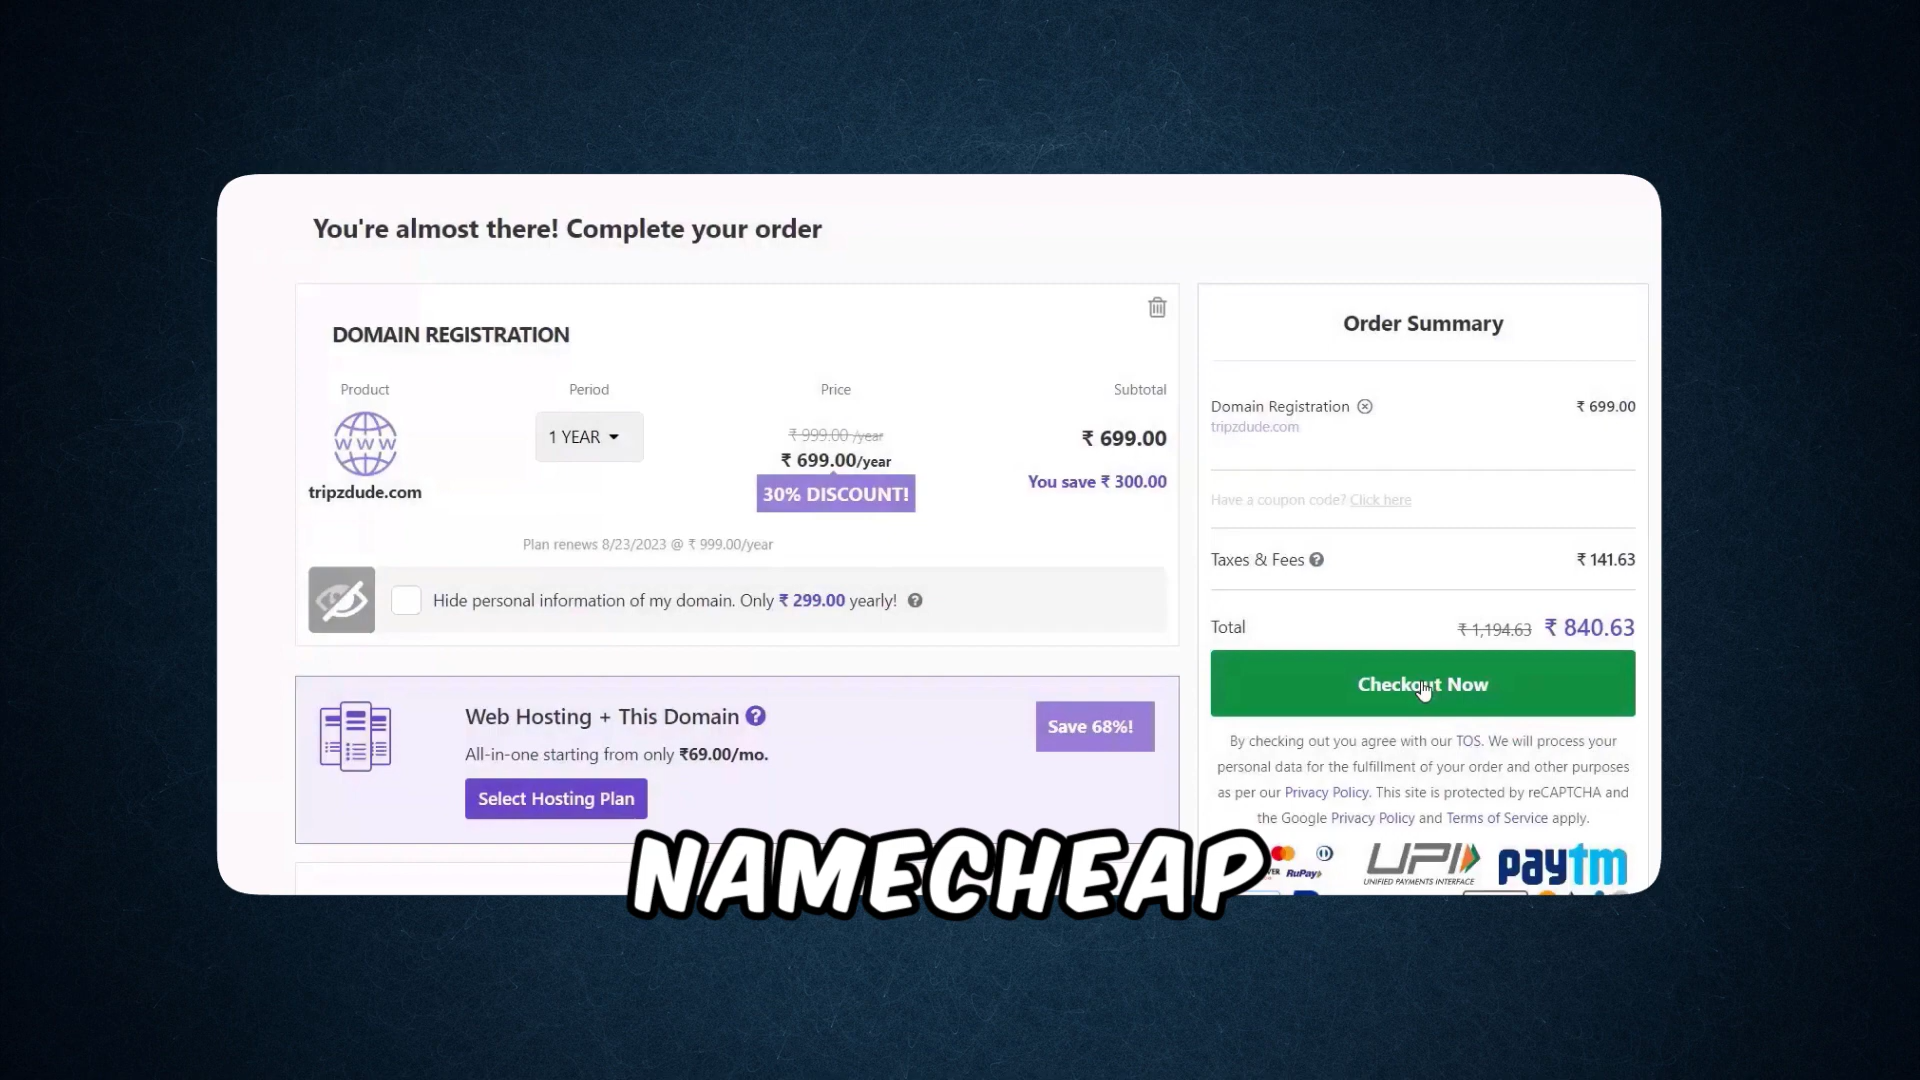 You're almost there! Complete your order
DOMAIN REGISTRATION
Product Period Price Subtotal
WWW
tripzdude.com
1 YEAR
₹ 999.00 /year
₹ 699.00/year
30% DISCOUNT!
₹ 699.00
You save ₹ 300.00
Plan renews 8/23/2023 @ ₹ 999.00/year
Hide personal information of my domain. Only ₹ 299.00 yearly! ?
Web Hosting + This Domain ?
All-in-one starting from only ₹69.00/mo.
Select Hosting Plan
Save 68%!
Order Summary
Domain Registration ₹ 699.00
tripzdude.com
Have a coupon code? Click here
Taxes & Fees ? ₹ 141.63
Total ₹ 1,194.63 ₹ 840.63
Checkout Now
By checking out you agree with our TOS. We will process your
personal data for the fulfillment of your order and other purposes
as per our Privacy Policy. This site is protected by reCAPTCHA and
the Google Privacy Policy and Terms of Service apply.
RuPay
UPI
UNIFIED PAYMENTS INTERFACE
paytm
NAMECHEAP